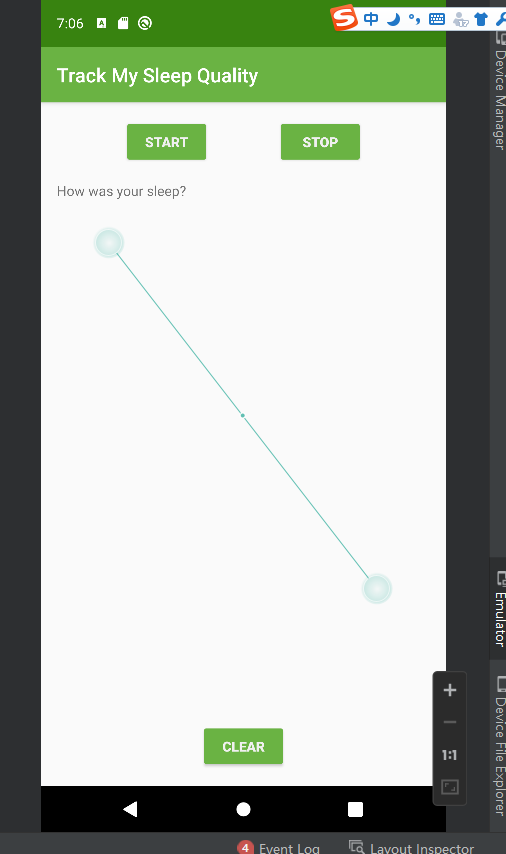 7:06 A
S 中 °, 17
Track My Sleep Quality
START STOP
How was your sleep?
CLEAR
Device Manager
Emulator
Device File Explorer
1:1
4 Event Log Layout Inspector